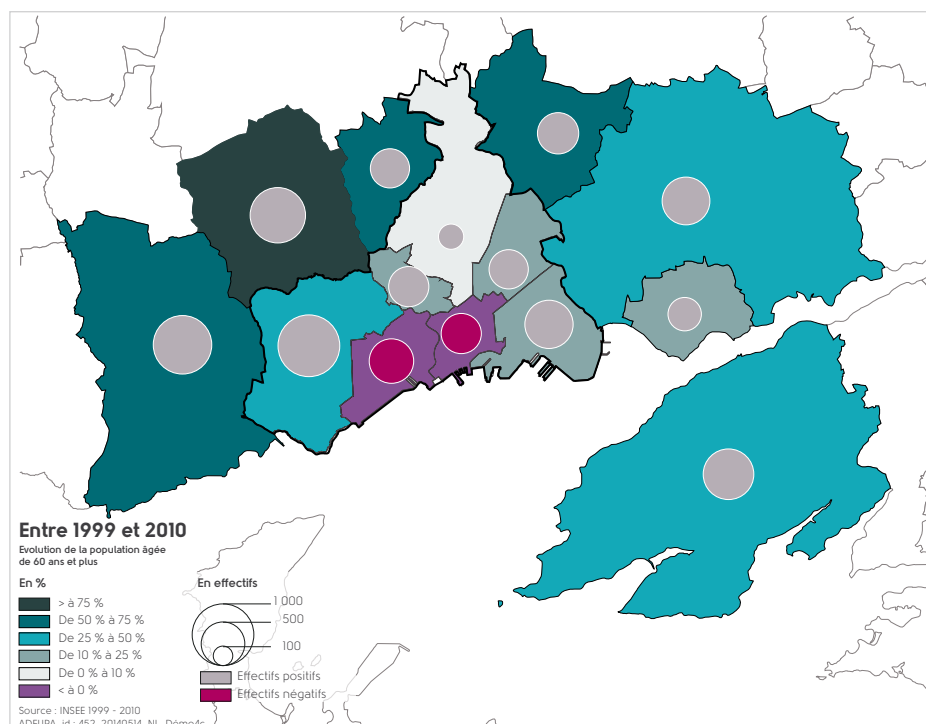 Entre 1999 et 2010
Evolution de la population âgée
de 60 ans et plus
En %
> à 75 %
De 50 % à 75 %
De 25 % à 50 %
De 10 % à 25 %
De 0 % à 10 %
< à 0 %
En effectifs
1 000
500
100
Effectifs positifs
Effectifs négatifs
Source : INSEE 1999 - 2010
ADEUPA_id : 452_20140514_NL_Démo4c